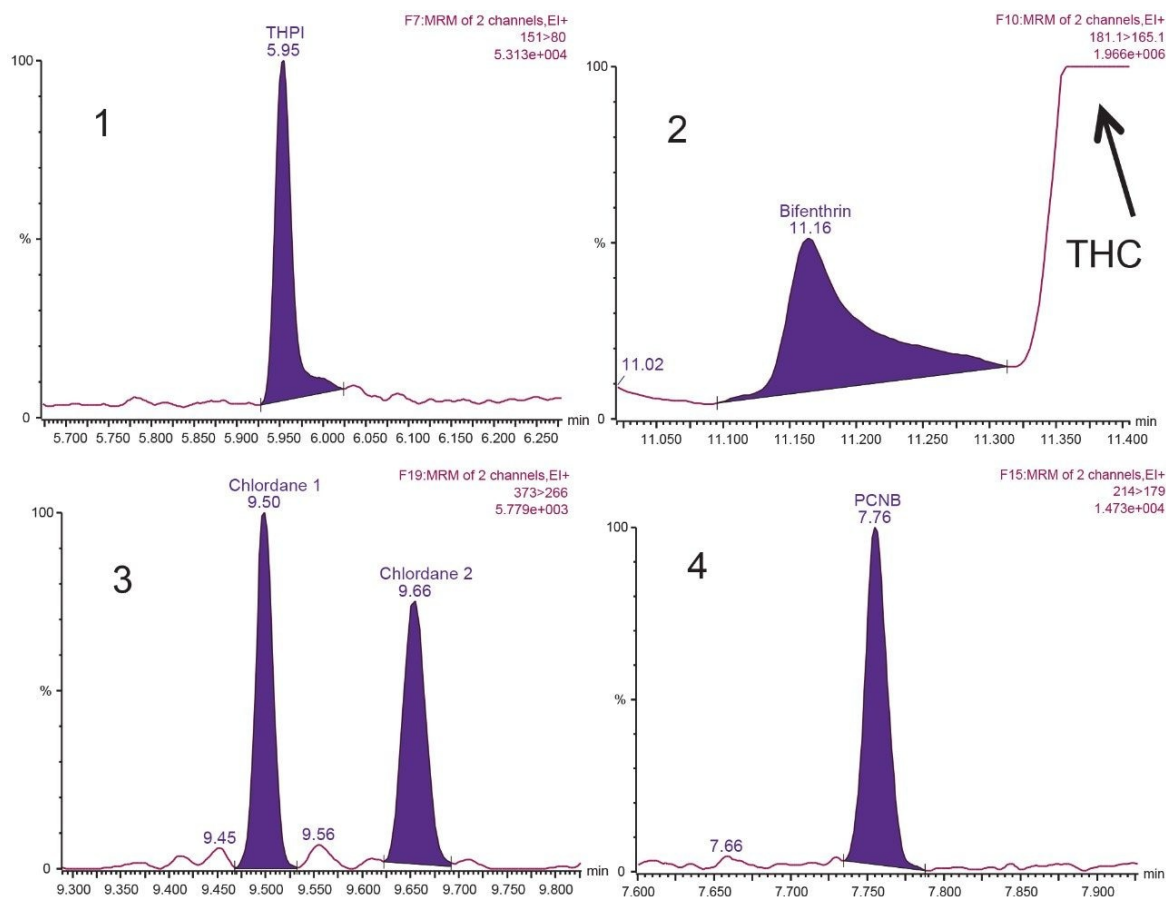 F7:MRM of 2 channels,EI+
151>80
5.313e+004
THPI
5.95
100
1
%
0
5.700 5.750 5.800 5.850 5.900 5.950 6.000 6.050 6.100 6.150 6.200 6.250 min
F10:MRM of 2 channels,EI+
181.1>165.1
1.966e+006
100
2
Bifenthrin
11.16
THC
%
11.02
0
11.050 11.100 11.150 11.200 11.250 11.300 11.350 11.400 min
F19:MRM of 2 channels,EI+
373>266
5.779e+003
Chlordane 1
9.50
100
3
Chlordane 2
9.66
%
9.45
9.56
0
9.300 9.350 9.400 9.450 9.500 9.550 9.600 9.650 9.700 9.750 9.800 min
F15:MRM of 2 channels,EI+
214>179
1.473e+004
PCNB
7.76
100
4
%
7.66
0
7.600 7.650 7.700 7.750 7.800 7.850 7.900 min